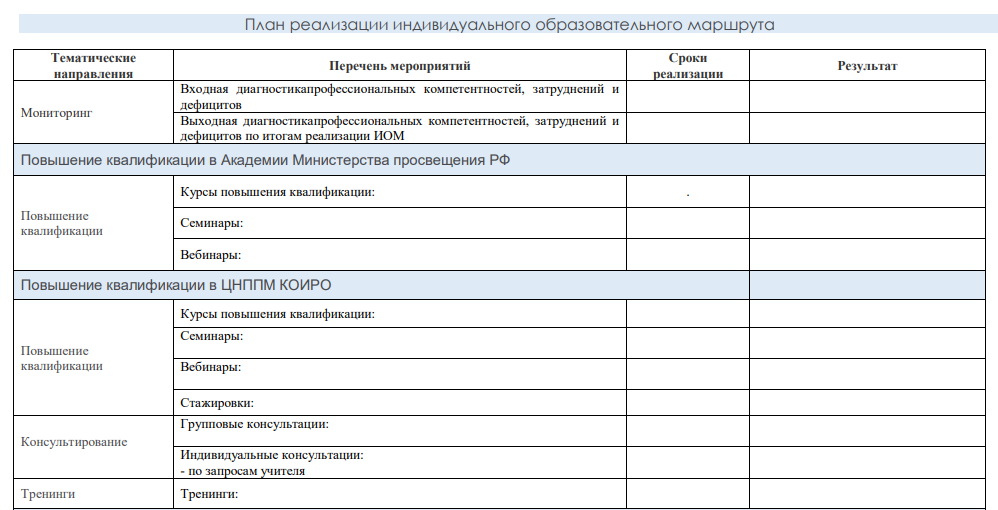 План реализации индивидуального образовательного маршрута
Тематические
направления
Перечень мероприятий
Сроки
реализации
Результат
Мониторинг
Входная диагностикапрофессиональных компетентностей, затруднений и
дефицитов
Выходная диагностикапрофессиональных компетентностей, затруднений и
дефицитов по итогам реализации ИОМ
Повышение квалификации в Академии Министерства просвещения РФ
Повышение
квалификации
Курсы повышения квалификации:
.
Семинары:
Вебинары:
Повышение квалификации в ЦНППМ КОИРО
Повышение
квалификации
Курсы повышения квалификации:
Семинары:
Вебинары:
Стажировки:
Консультирование
Групповые консультации:
Индивидуальные консультации:
- по запросам учителя
Тренинги
Тренинги: